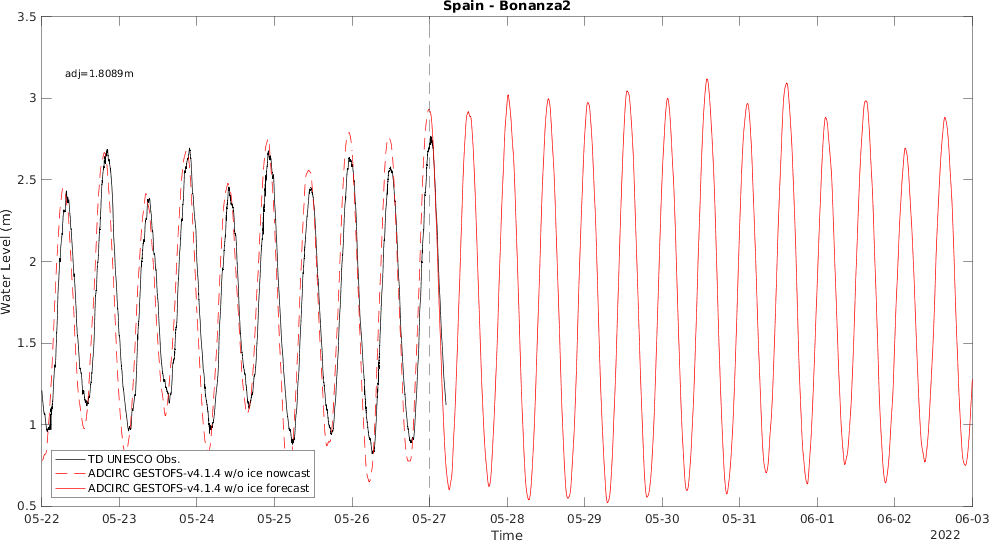 Spain - Bonanza2
3.5
adj=1.8089m
3
2.5
2
1.5
1
0.5
Water Level (m)
TD UNESCO Obs.
ADCIRC GESTOFS-v4.1.4 w/o ice nowcast
ADCIRC GESTOFS-v4.1.4 w/o ice forecast
05-22 05-23 05-24 05-25 05-26 05-27 05-28 05-29 05-30 05-31 06-01 06-02 06-03
Time
2022